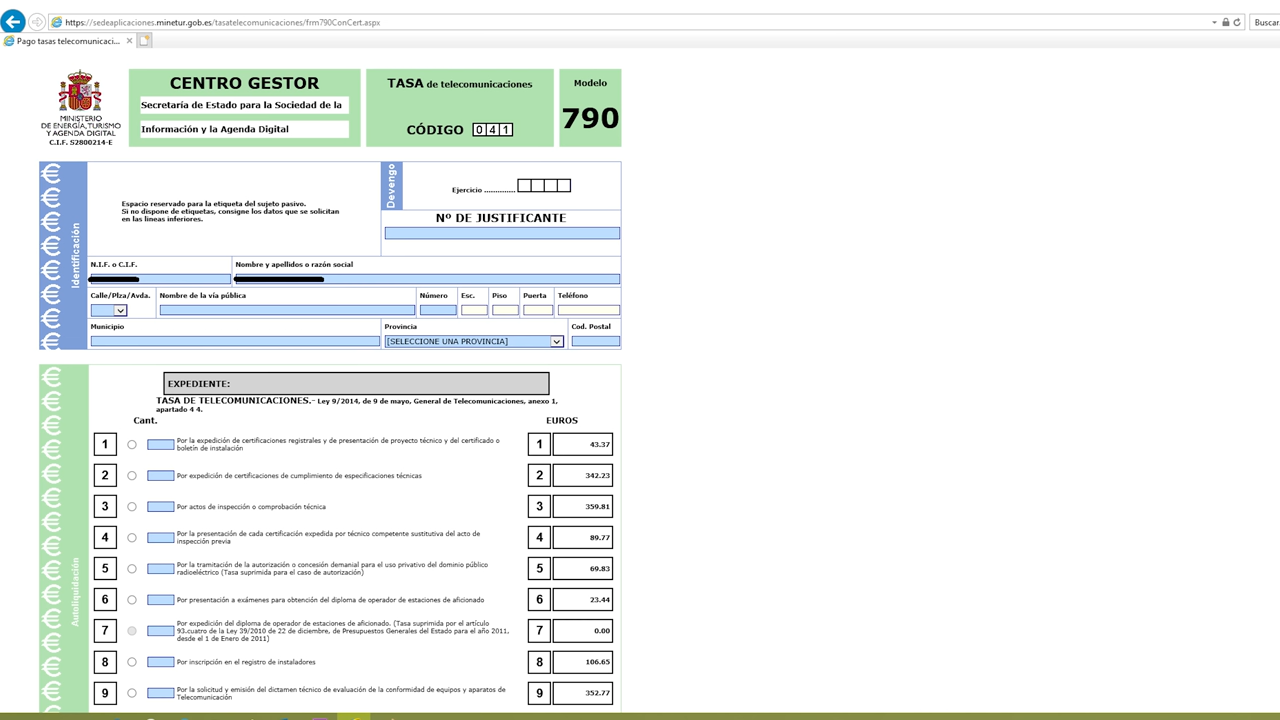 https://sedeaplicaciones.minetur.gob.es/tasatelecomunicaciones/frm790ConCert.aspx
Buscar
Pago tasas telecomunicaci...
MINISTERIO
DE ENERGÍA, TURISMO
Y AGENDA DIGITAL
C.I.F. S2800214-E
CENTRO GESTOR
Secretaría de Estado para la Sociedad de la
Información y la Agenda Digital
TASA de telecomunicaciones
CÓDIGO 0 4 1
Modelo
790
Identificación
Espacio reservado para la etiqueta del sujeto pasivo.
Si no dispone de etiquetas, consigne los datos que se solicitan
en las lineas inferiores.
Devengo
Ejercicio ..............
Nº DE JUSTIFICANTE
N.I.F. o C.I.F. Nombre y apellidos o razón social
Calle/Plza/Avda. Nombre de la vía pública Número Esc. Piso Puerta Teléfono
Municipio Provincia Cod. Postal
[SELECCIONE UNA PROVINCIA]
Autoliquidación
EXPEDIENTE:
TASA DE TELECOMUNICACIONES.- Ley 9/2014, de 9 de mayo, General de Telecomunicaciones, anexo 1,
apartado 4 4.
Cant. EUROS
1 Por la expedición de certificaciones registrales y de presentación de proyecto técnico y del certificado o
boletín de instalación 1 43.37
2 Por expedición de certificaciones de cumplimiento de especificaciones técnicas 2 342.23
3 Por actos de inspección o comprobación técnica 3 359.81
4 Por la presentación de cada certificación expedida por técnico competente sustitutiva del acto de
inspección previa 4 89.77
5 Por la tramitación de la autorización o concesión demanial para el uso privativo del dominio público
radioeléctrico (Tasa suprimida para el caso de autorización) 5 69.83
6 Por presentación a exámenes para obtención del diploma de operador de estaciones de aficionado 6 23.44
7 Por expedición del diploma de operador de estaciones de aficionado. (Tasa suprimida por el artículo
93.cuatro de la Ley 39/2010 de 22 de diciembre, de Presupuestos Generales del Estado para el año 2011,
desde el 1 de Enero de 2011) 7 0.00
8 Por inscripción en el registro de instaladores 8 106.65
9 Por la solicitud y emisión del dictamen técnico de evaluación de la conformidad de equipos y aparatos de
Telecomunicación 9 352.77